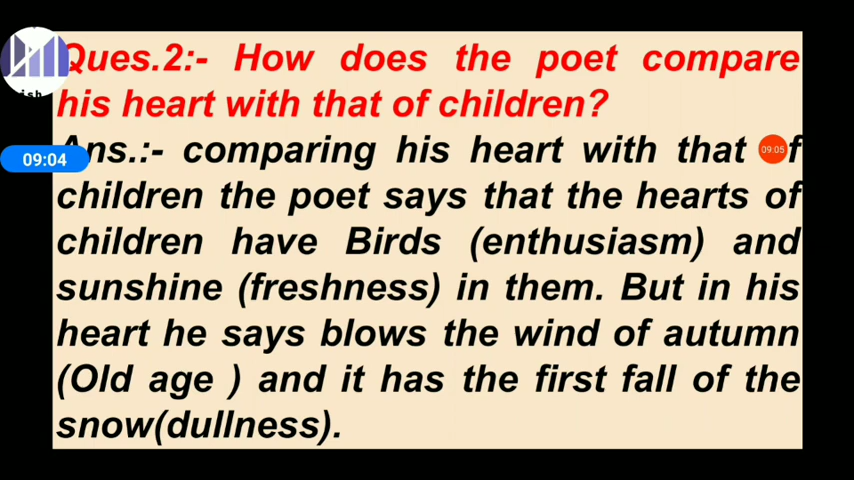 Ques.2:- How does the poet compare
his heart with that of children?
Ans.:- comparing his heart with that of
children the poet says that the hearts of
children have Birds (enthusiasm) and
sunshine (freshness) in them. But in his
heart he says blows the wind of autumn
(Old age ) and it has the first fall of the
snow(dullness).
ish
09:04
09:05